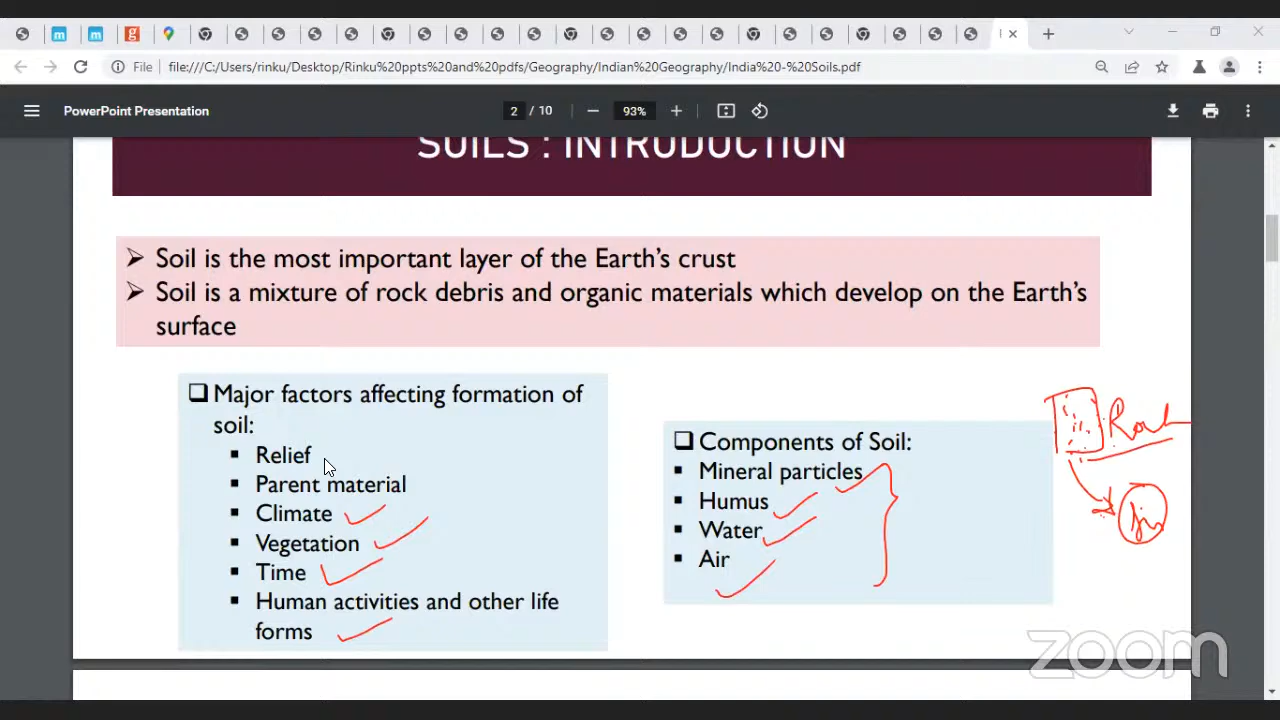 File file:///C:/Users/rinku/Desktop/Rinku%20ppts%20and%20pdfs/Geography/Indian%20Geography/India%20-%20Soils.pdf
PowerPoint Presentation 2 / 10 93%
SOILS : INTRODUCTION
Soil is the most important layer of the Earth's crust
Soil is a mixture of rock debris and organic materials which develop on the Earth's
surface
Major factors affecting formation of
soil:
Relief
Parent material
Climate
Vegetation
Time
Human activities and other life
forms
Components of Soil:
Mineral particles
Humus
Water
Air
Rock
zoom